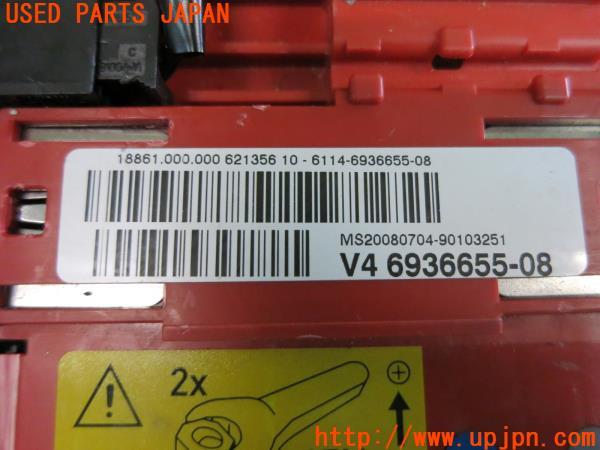 USED PARTS JAPAN
18861.000.000 621356 10 - 6114-6936655-08
MS20080704-90103251
V4 6936655-08
2x
UPJ
http://www.upjpn.com/